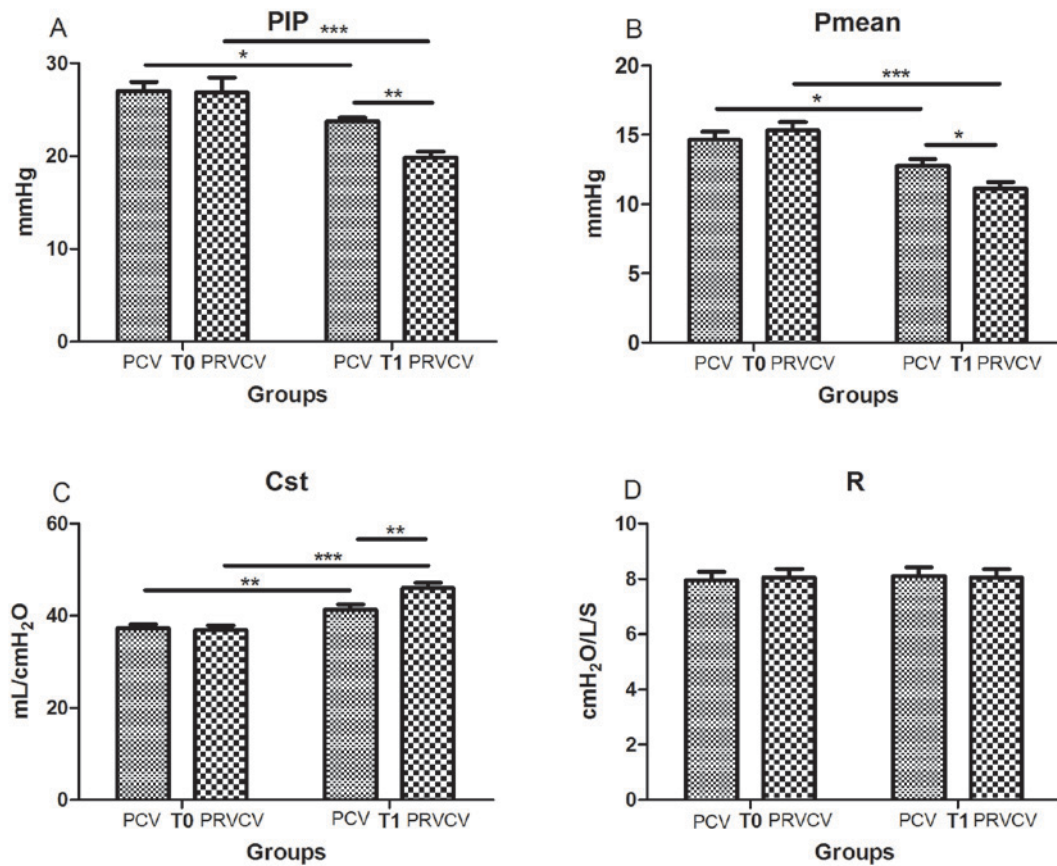 A
PIP
***
*
**
30
20
10
0
mmHg
PCV T0 PRVCV
PCV T1 PRVCV
Groups
B
Pmean
***
*
*
20
15
10
5
0
mmHg
PCV T0 PRVCV
PCV T1 PRVCV
Groups
C
Cst
**
***
**
60
40
20
0
mL/cmH₂O
PCV T0 PRVCV
PCV T1 PRVCV
Groups
D
R
10
8
6
4
2
0
cmH₂O/L/S
PCV T0 PRVCV
PCV T1 PRVCV
Groups